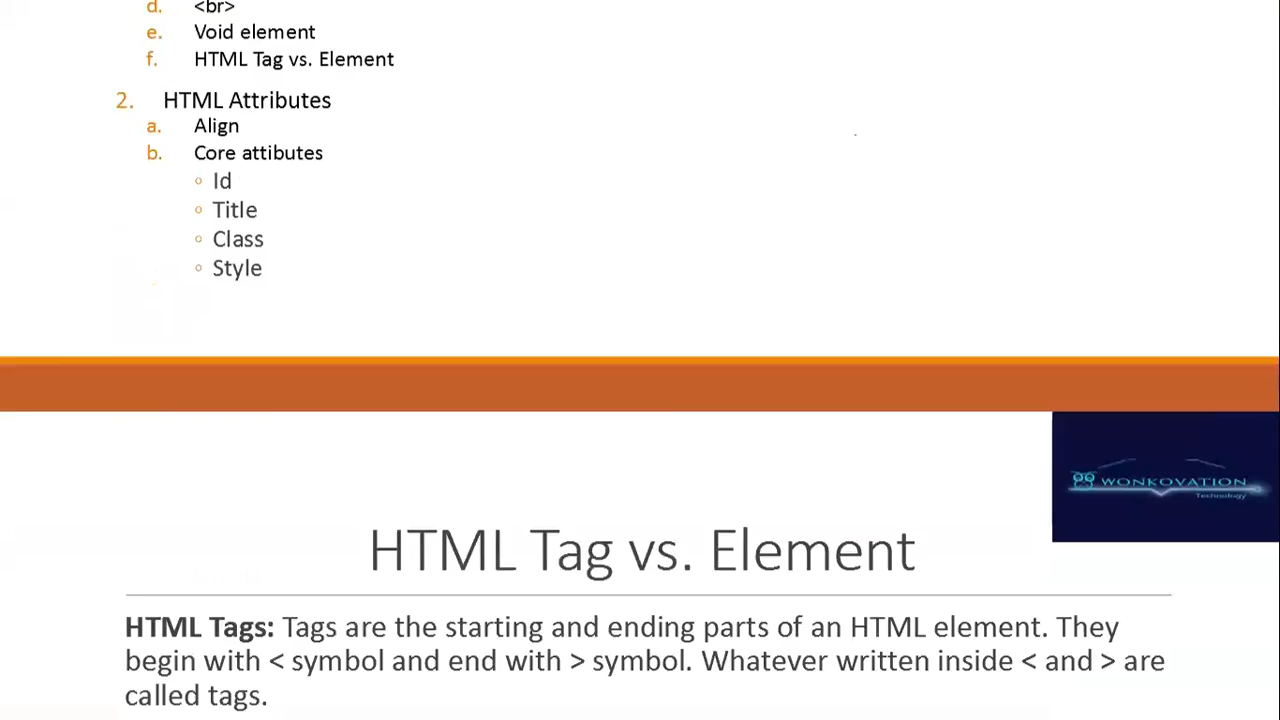 d. <br>
e. Void element
f. HTML Tag vs. Element
2. HTML Attributes
a. Align
b. Core attibutes
○ Id
○ Title
○ Class
○ Style
WONKOVATION
Technology
HTML Tag vs. Element
HTML Tags: Tags are the starting and ending parts of an HTML element. They
begin with < symbol and end with > symbol. Whatever written inside < and > are
called tags.